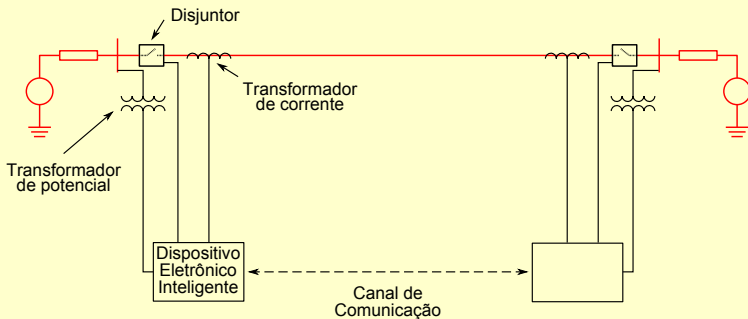 Disjuntor
Transformador
de corrente
Transformador
de potencial
Dispositivo
Eletrônico
Inteligente
Canal de
Comunicação